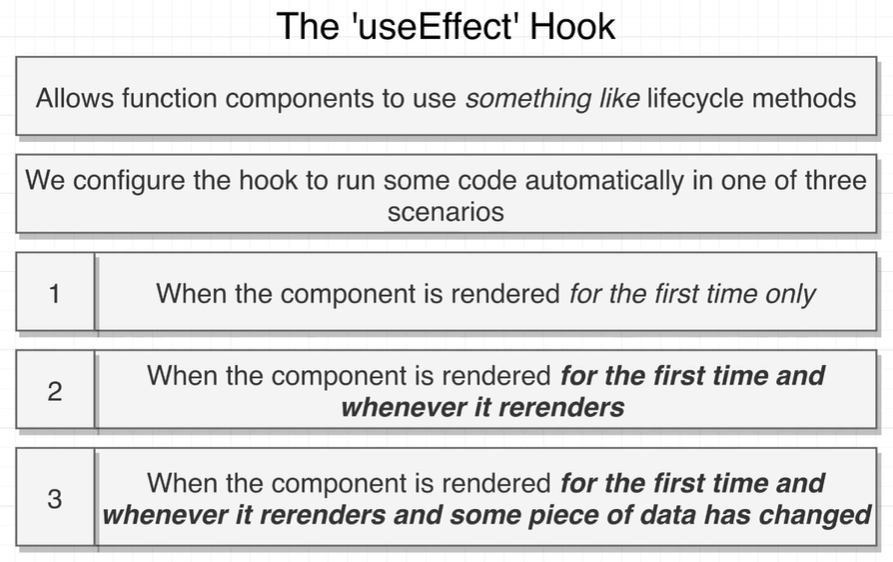 The 'useEffect' Hook
Allows function components to use something like lifecycle methods
We configure the hook to run some code automatically in one of three
scenarios
1
When the component is rendered for the first time only
2
When the component is rendered for the first time and
whenever it rerenders
3
When the component is rendered for the first time and
whenever it rerenders and some piece of data has changed